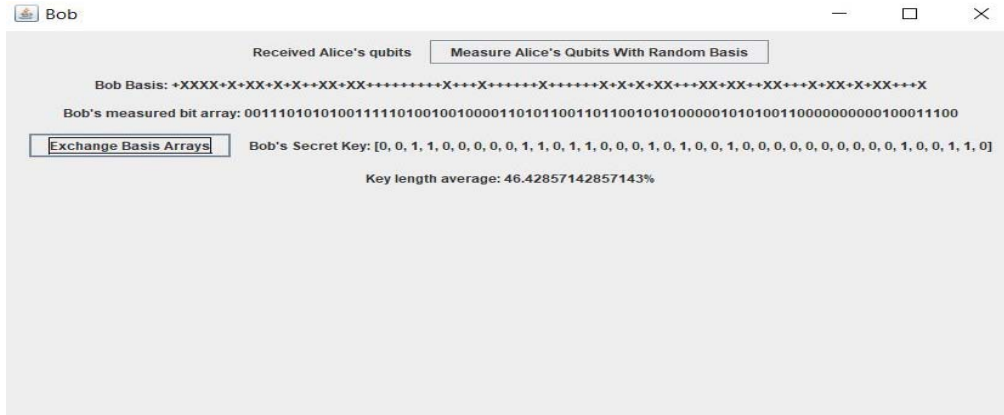 Bob
Received Alice's qubits Measure Alice's Qubits With Random Basis
Bob Basis: +XXXX+X+XX+X+X++XX+XX+++++++++X+++X++++++X++++++X+X+X+XX+++XX+XX++XX+++X+XX+X+XX+++X
Bob's measured bit array: 001110101010011111010010010000110101100110110010101000001010100110000000000100011100
Exchange Basis Arrays Bob's Secret Key: [0, 0, 1, 1, 0, 0, 0, 0, 0, 1, 1, 0, 1, 1, 0, 0, 0, 1, 0, 1, 0, 0, 1, 0, 0, 0, 0, 0, 0, 0, 0, 0, 0, 1, 0, 0, 1, 1, 0]
Key length average: 46.42857142857143%